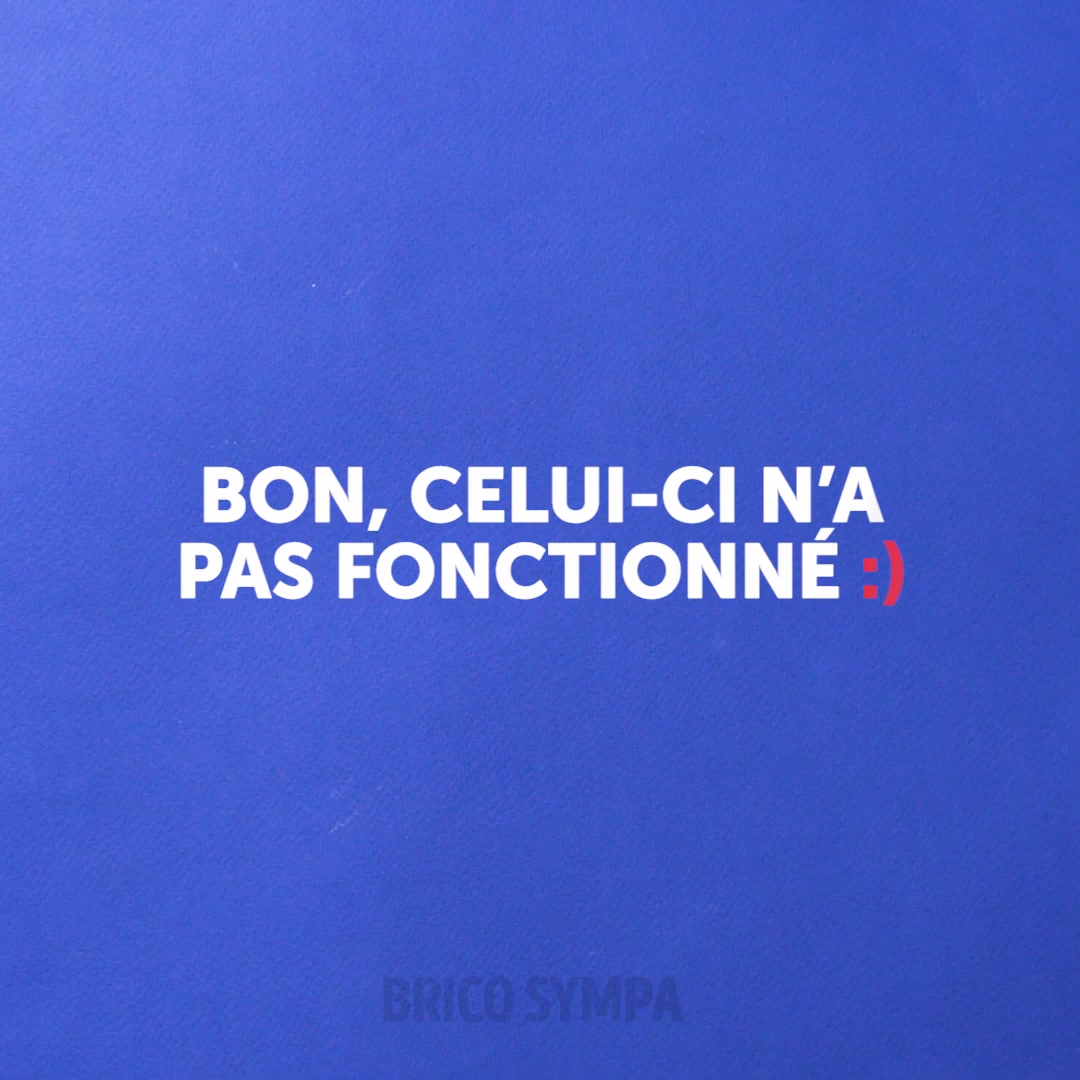 BON, CELUI-CI N’A
PAS FONCTIONNÉ :)
BRICO SYMPA